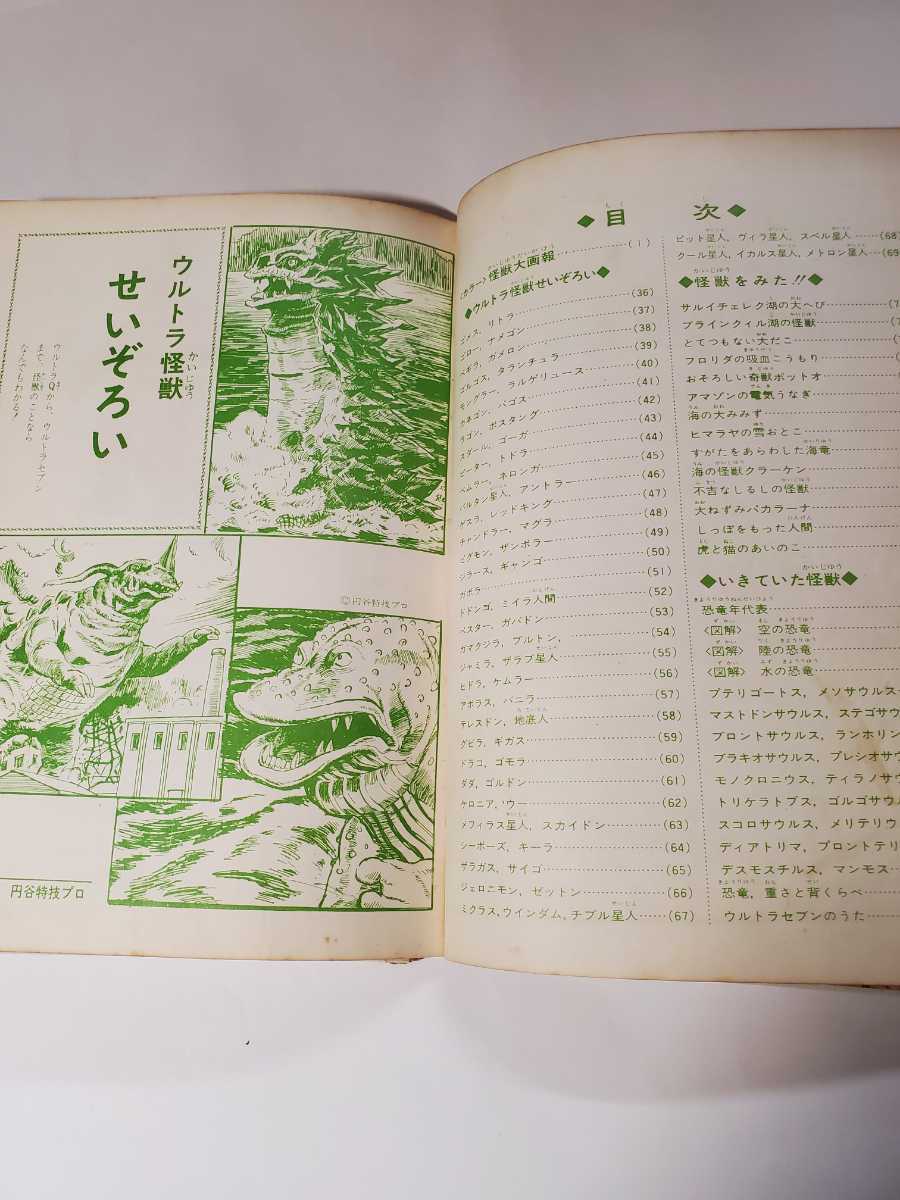 ウルトラ怪獣
かいじゅう
せいぞろい
ウルトラQから、ウルトラセブン
まで、怪獣のことなら
なんでもわかる!
©円谷特技プロ
円谷特技プロ
◆目 次◆
もく じ
<カラー>怪獣大画報……(1)
◆ウルトラ怪獣せいぞろい◆
ゴメス、リトラ……(36)
ジロー、ナメゴン……(37)
ミギラ、ガメロン……(38)
ゴルゴス、タランチュラ……(39)
モングラー、ラルゲリュース……(40)
カネゴン、パゴス……(41)
ラゴン、ボスタング……(42)
スダール、ゴーガ……(43)
ピーター、トドラ……(44)
ベムラー、ネロンガ……(45)
バルタン星人、アントラー……(46)
ゲスラ、レッドキング……(47)
チャンドラー、マグラ……(48)
ピグモン、ザンボラー……(49)
ジラース、ギャンゴ……(50)
ガボラ……(51)
ドドンゴ、ミイラ人間……(52)
ペスター、ガバドン……(53)
ガマクジラ、ブルトン、……(54)
ジャミラ、ザラブ星人……(55)
ヒドラ、ケムラー……(56)
アボラス、バニラ……(57)
テレスドン、地底人……(58)
グビラ、ギガス……(59)
ドラコ、ゴモラ……(60)
ダダ、ゴルドン……(61)
ケロニア、ウー……(62)
メフィラス星人、スカイドン……(63)
シーボーズ、キーラ……(64)
ザラガス、サイゴ……(65)
ジェロニモン、ゼットン……(66)
ミクラス、ウインダム、チブル星人……(67)
ピット星人、ヴィラ星人、スペル星人……(68)
クール星人、イカルス星人、メトロン星人…(69
◆怪獣をみた!!◆
サルイチェレク湖の大へび
ブラインクィル湖の怪獣
とてつもない大だこ
フロリダの吸血こうもり
おそろしい奇獣ボットオ
アマゾンの電気うなぎ
海の大みみず
ヒマラヤの雪おとこ
すがたをあらわした海竜
海の怪獣クラーケン
不吉なしるしの怪獣
大ねずみバカラーナ
しっぽをもった人間
虎と猫のあいのこ
◆いきていた怪獣◆
恐竜年代表
<図解> 空の恐竜
<図解> 陸の恐竜
<図解> 水の恐竜
プテリゴートス、メソサウルス
マストドンサウルス、ステゴサウ
ブロントサウルス、ランホリン
ブラキオサウルス、プレシオサウ
モノクロニウス、ティラノサウ
トリケラトプス、ゴルゴサウル
スコロサウルス、メリテリウ
ディアトリマ、ブロントテリ
デスモスチルス、マンモス
恐竜、重さと背くらべ
ウルトラセブンのうた